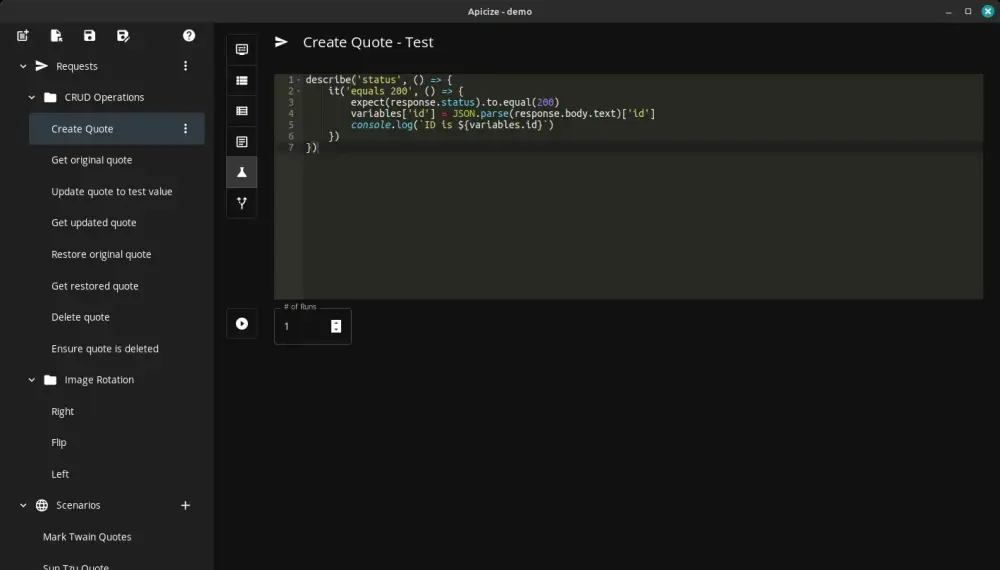 Apicize - demo
Requests
CRUD Operations
Create Quote
Get original quote
Update quote to test value
Get updated quote
Restore original quote
Get restored quote
Delete quote
Ensure quote is deleted
Image Rotation
Right
Flip
Left
Scenarios
Mark Twain Quotes
Sun Tzu Quote
Create Quote - Test
1 describe('status', () => {
2 it('equals 200', () => {
3 expect(response.status).to.equal(200)
4 variables['id'] = JSON.parse(response.body.text)['id']
5 console.log(`ID is ${variables.id}`)
6 })
7 })
# of Runs
1